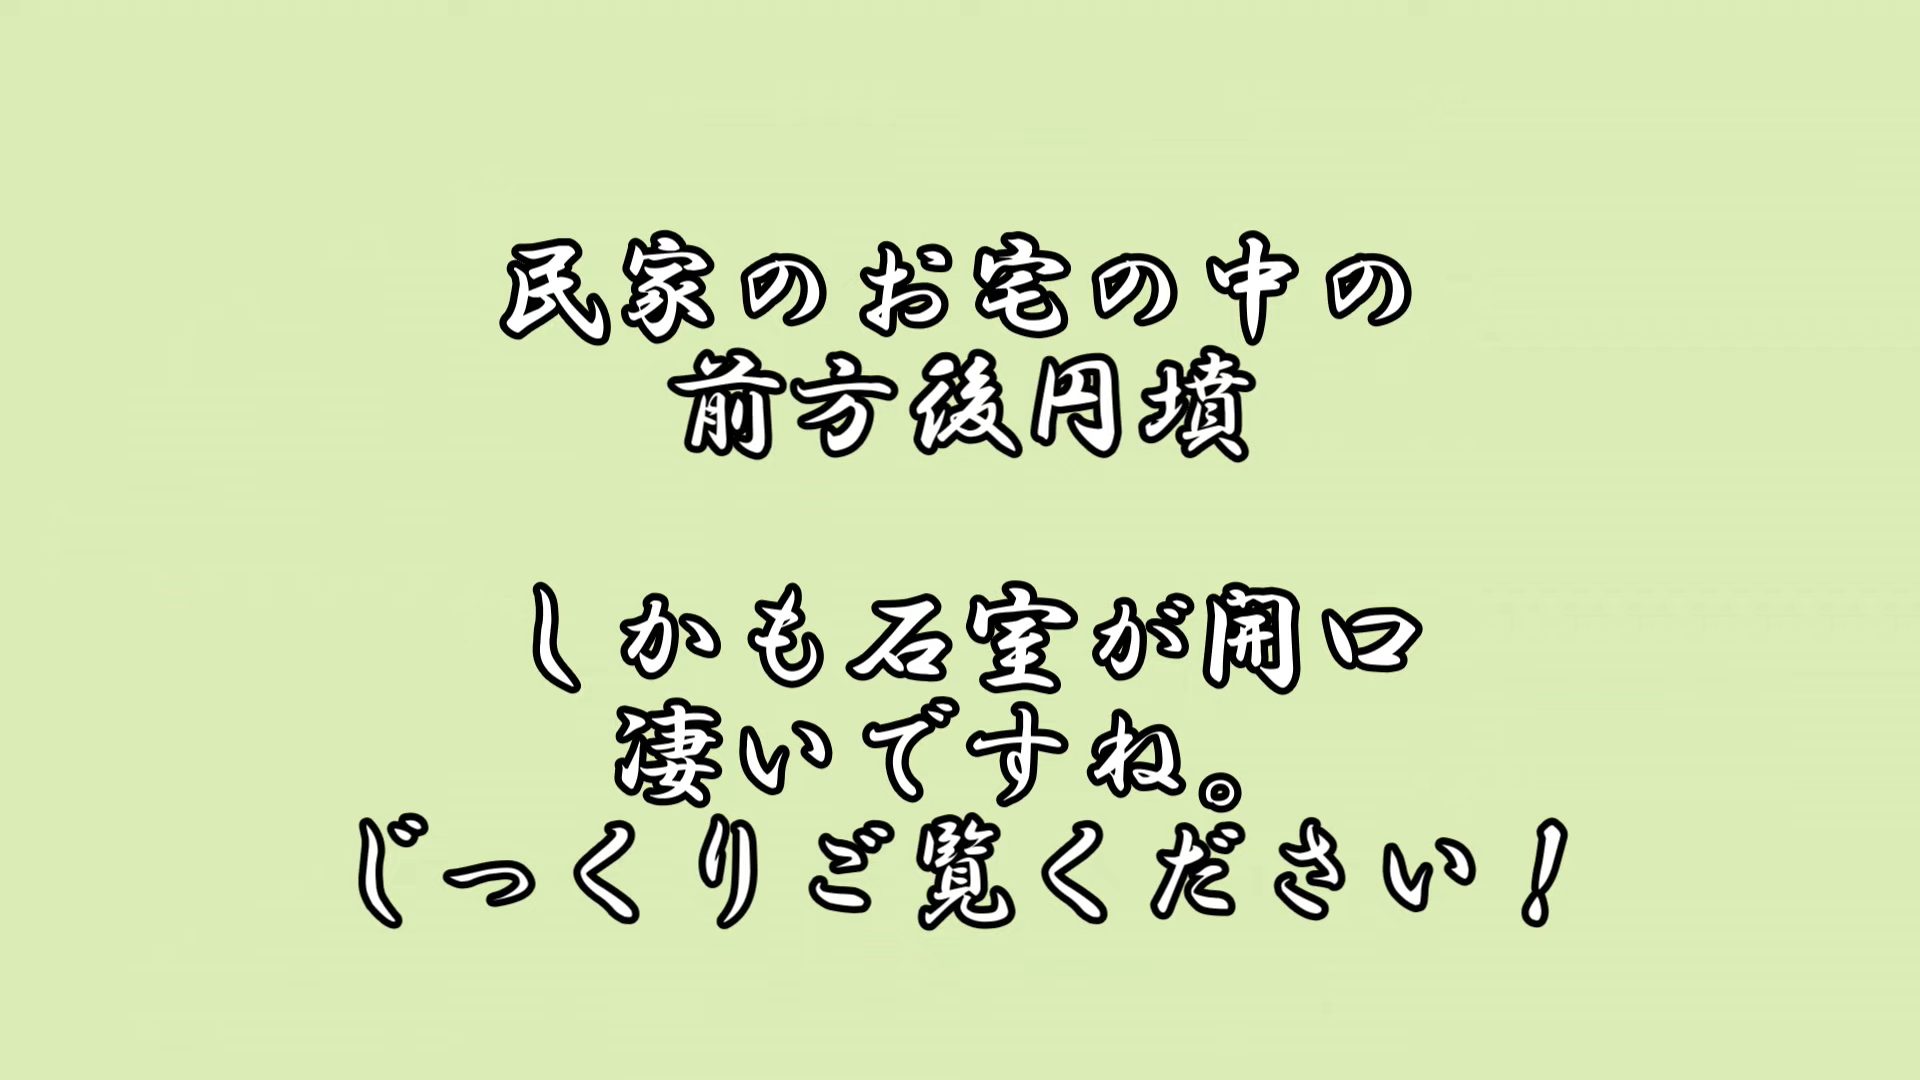 民家のお宅の中の
前方後円墳
しかも石室が開口
凄いですね。
じっくりご覧ください！